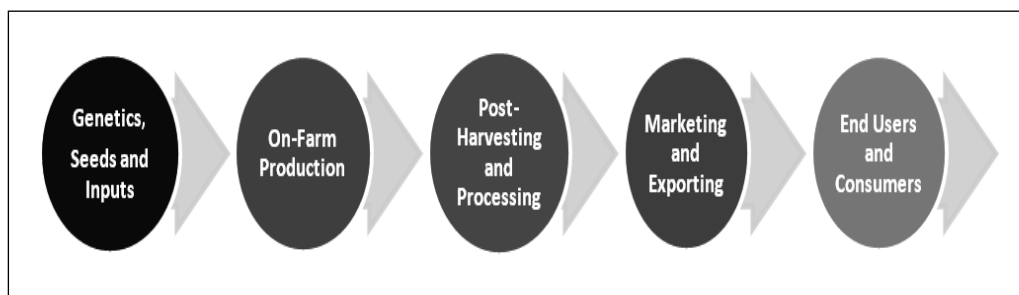 Genetics,
Seeds and
Inputs
On-Farm
Production
Post-
Harvesting
and
Processing
Marketing
and
Exporting
End Users
and
Consumers